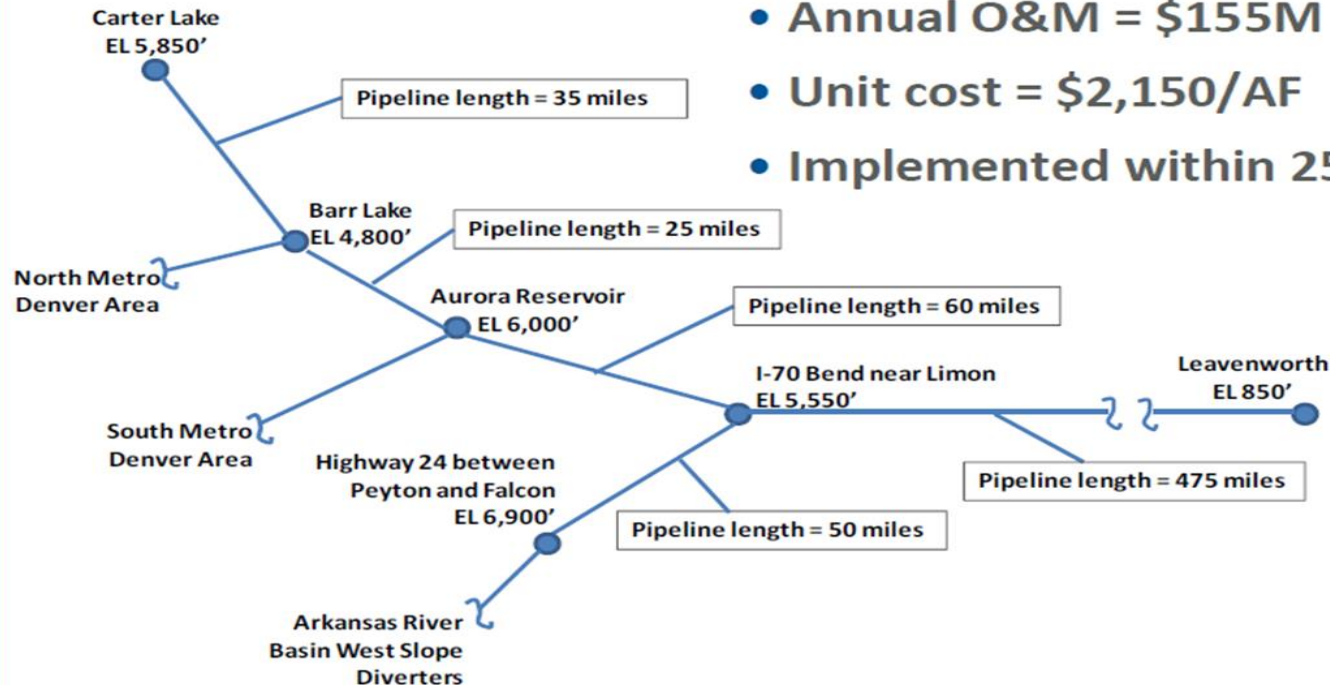 Carter Lake
EL 5,850’
• Annual O&M = $155M
Pipeline length = 35 miles
• Unit cost = $2,150/AF
• Implemented within 25
Barr Lake
EL 4,800’
Pipeline length = 25 miles
North Metro
Denver Area
Aurora Reservoir
EL 6,000’
Pipeline length = 60 miles
I-70 Bend near Limon
EL 5,550’
Leavenworth
EL 850’
South Metro
Denver Area
Highway 24 between
Peyton and Falcon
EL 6,900’
Pipeline length = 475 miles
Pipeline length = 50 miles
Arkansas River
Basin West Slope
Diverters